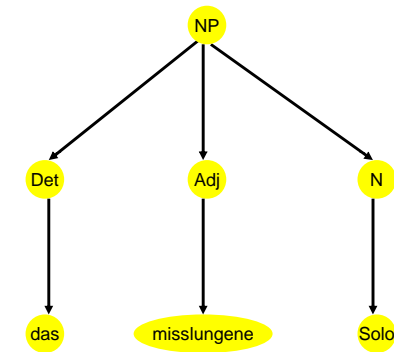 NP
Det Adj N
das misslungene Solo